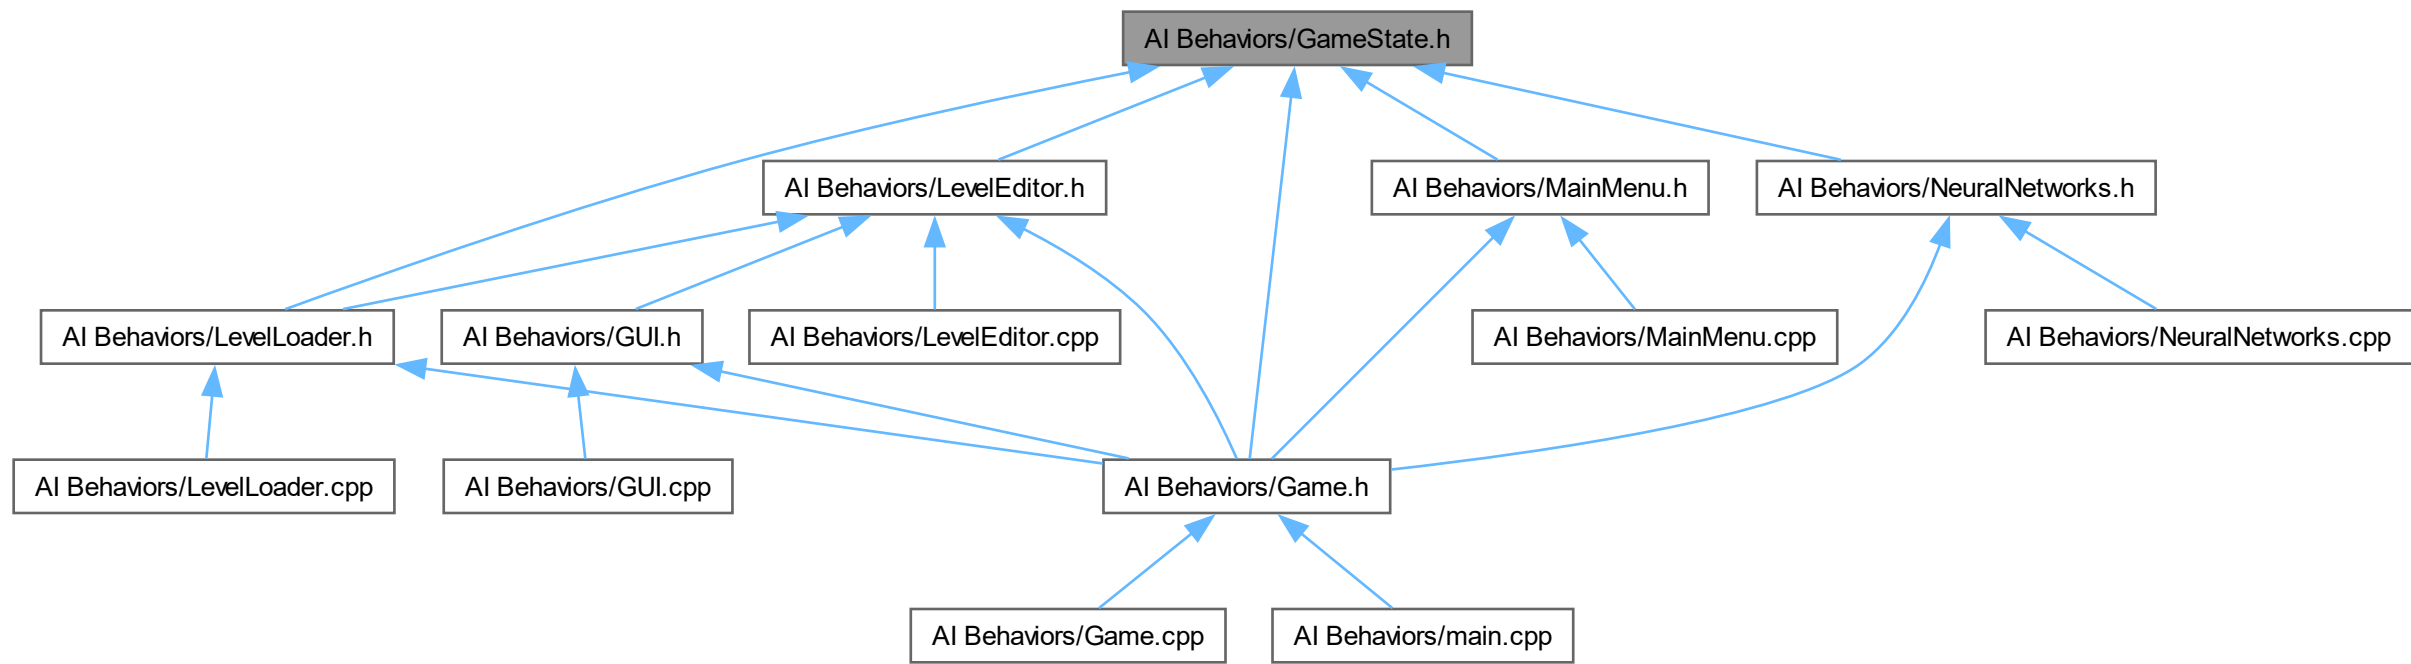 AI Behaviors/GameState.h
AI Behaviors/LevelEditor.h
AI Behaviors/MainMenu.h
AI Behaviors/NeuralNetworks.h
AI Behaviors/LevelLoader.h
AI Behaviors/GUI.h
AI Behaviors/LevelEditor.cpp
AI Behaviors/MainMenu.cpp
AI Behaviors/NeuralNetworks.cpp
AI Behaviors/LevelLoader.cpp
AI Behaviors/GUI.cpp
AI Behaviors/Game.h
AI Behaviors/Game.cpp
AI Behaviors/main.cpp